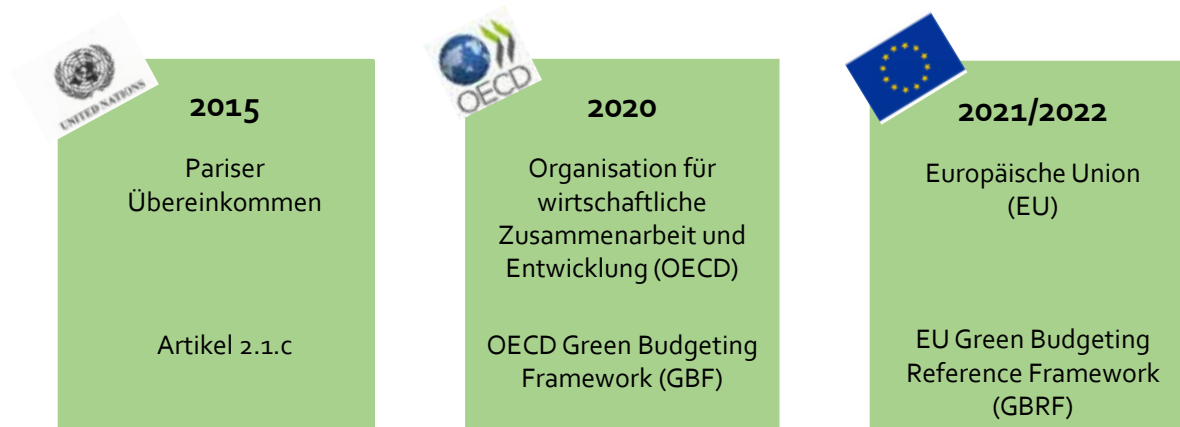 UNITED NATIONS
2015
Pariser
Übereinkommen
Artikel 2.1.c
OECD
2020
Organisation für
wirtschaftliche
Zusammenarbeit und
Entwicklung (OECD)
OECD Green Budgeting
Framework (GBF)
2021/2022
Europäische Union
(EU)
EU Green Budgeting
Reference Framework
(GBRF)